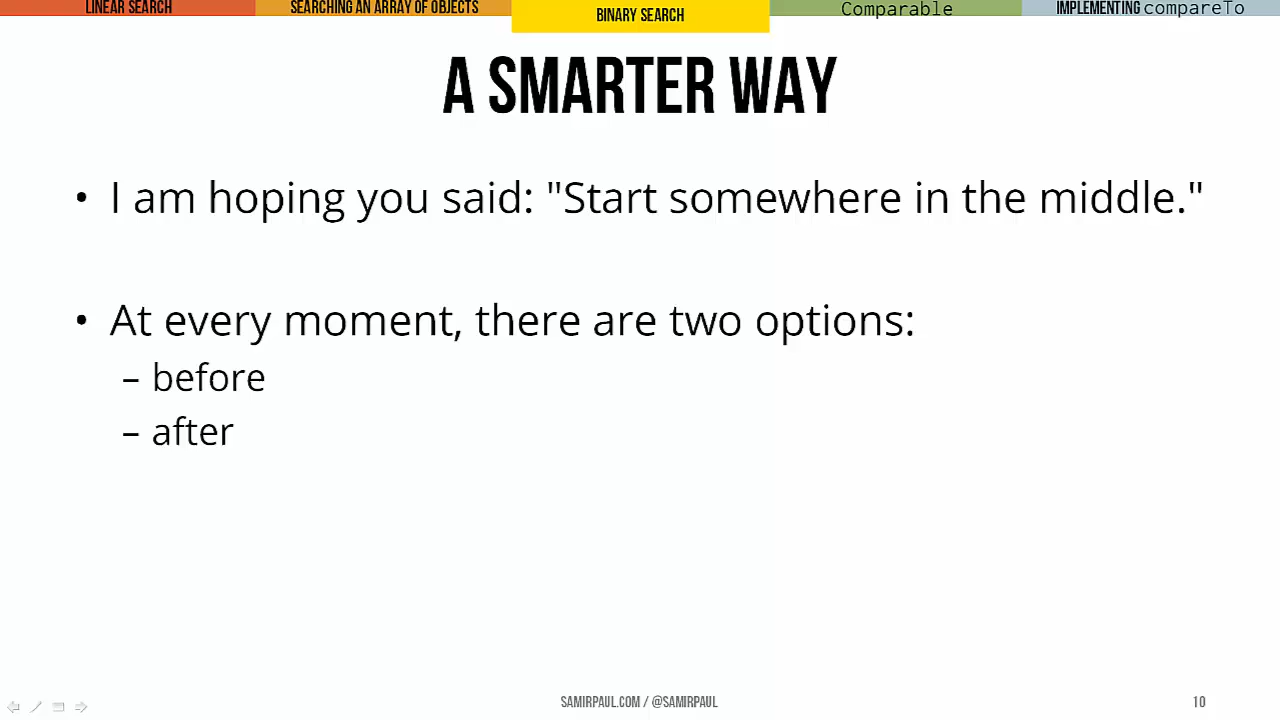 LINEAR SEARCH
SEARCHING AN ARRAY OF OBJECTS
BINARY SEARCH
Comparable
IMPLEMENTING compareTo
A SMARTER WAY
• I am hoping you said: "Start somewhere in the middle."
• At every moment, there are two options:
– before
– after
SAMIRPAUL.COM / @SAMIRPAUL
10